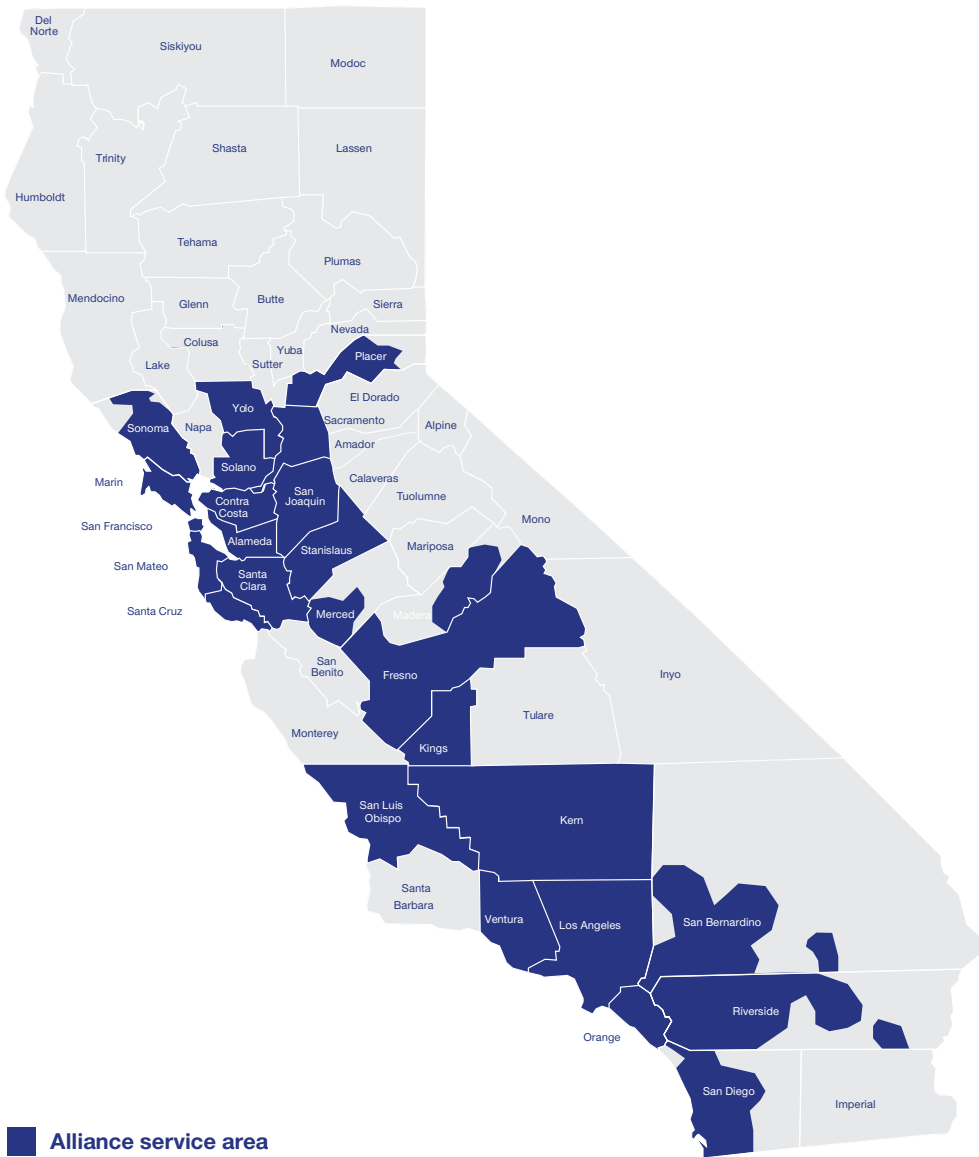 Del
Norte
Siskiyou
Modoc
Trinity
Shasta
Lassen
Humboldt
Tehama
Plumas
Mendocino
Glenn
Butte
Sierra
Nevada
Colusa
Yuba
Placer
Lake
Sutter
El Dorado
Yolo
Sacramento
Alpine
Sonoma
Napa
Amador
Solano
Calaveras
Marin
San
Joaquin
Tuolumne
Contra
Costa
Mono
San Francisco
Alameda
Stanislaus
Mariposa
San Mateo
Santa
Clara
Santa Cruz
Merced
Madera
San
Benito
Fresno
Inyo
Tulare
Monterey
Kings
San Luis
Obispo
Kern
Santa
Barbara
Ventura
Los Angeles
San Bernardino
Riverside
Orange
San Diego
Imperial
Alliance service area